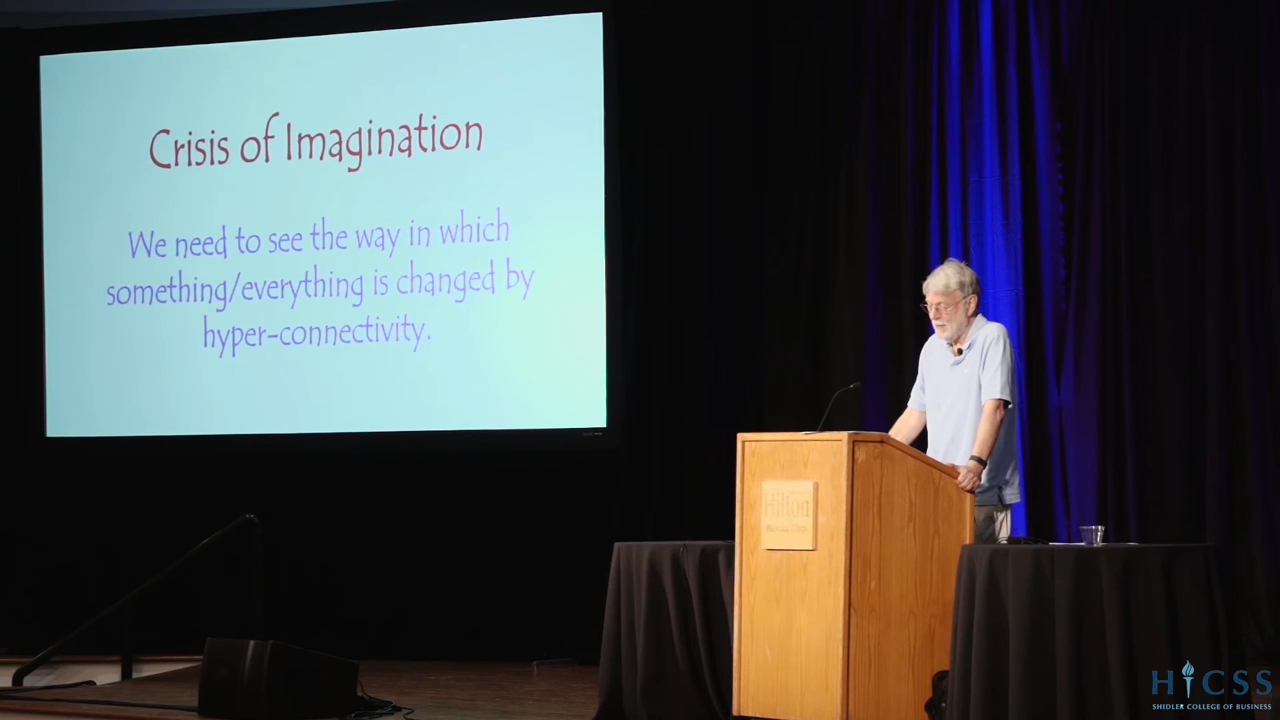 Crisis of Imagination
We need to see the way in which
something/everything is changed by
hyper-connectivity.
Hilton
HICSS
SHIDLER COLLEGE OF BUSINESS